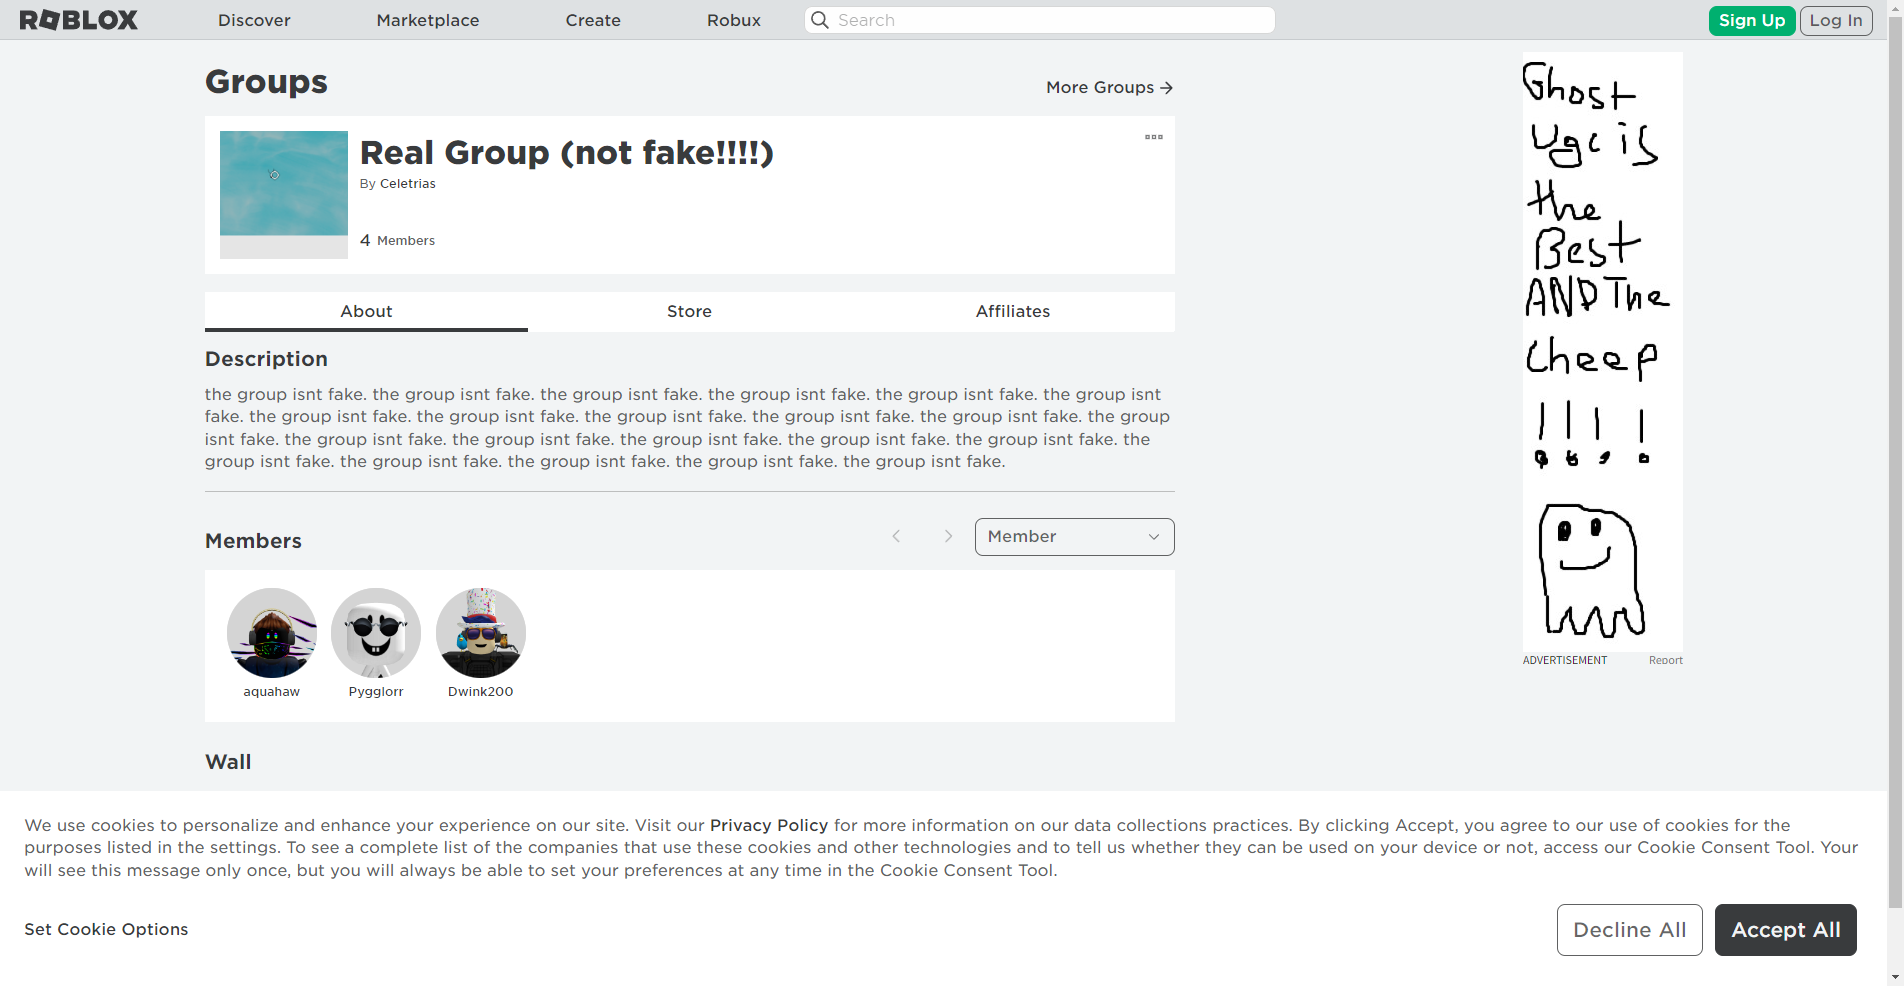 ROBLOX
Discover
Marketplace
Create
Robux
Search
Sign Up
Log In
Groups
More Groups
Real Group (not fake!!!!)
By Celetrias
4 Members
About
Store
Affiliates
Description
the group isnt fake. the group isnt fake. the group isnt fake. the group isnt fake. the group isnt fake. the group isnt
fake. the group isnt fake. the group isnt fake. the group isnt fake. the group isnt fake. the group isnt fake. the group
isnt fake. the group isnt fake. the group isnt fake. the group isnt fake. the group isnt fake. the group isnt fake. the
group isnt fake. the group isnt fake. the group isnt fake. the group isnt fake. the group isnt fake.
Members
Member
aquahaw
Pygglorr
Dwink200
Wall
Ghost
Ugc is
the
Best
AND The
cheep
! ! ! !
ADVERTISEMENT
Report
We use cookies to personalize and enhance your experience on our site. Visit our Privacy Policy for more information on our data collections practices. By clicking Accept, you agree to our use of cookies for the
purposes listed in the settings. To see a complete list of the companies that use these cookies and other technologies and to tell us whether they can be used on your device or not, access our Cookie Consent Tool. Your
will see this message only once, but you will always be able to set your preferences at any time in the Cookie Consent Tool.
Set Cookie Options
Decline All
Accept All